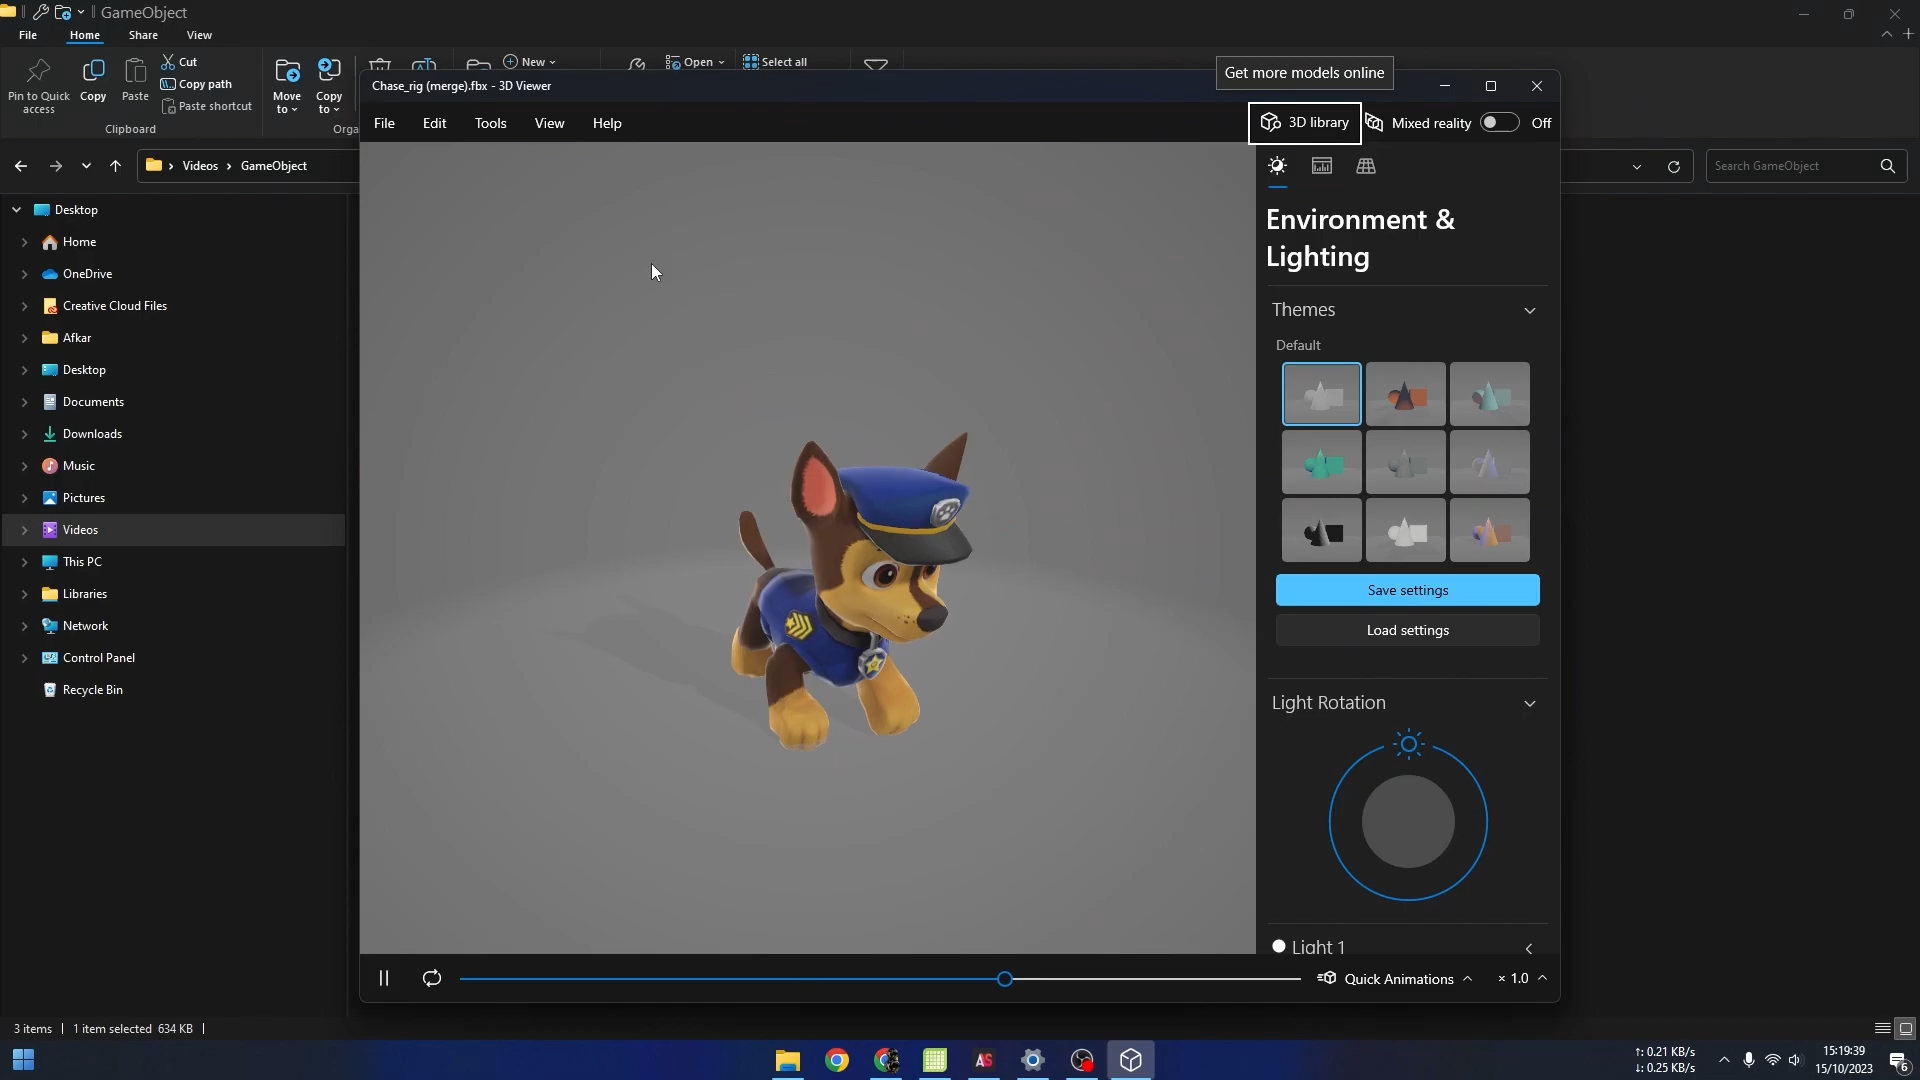 GameObject
File
Home
Share
View
Pin to Quick
access
Copy
Paste
Cut
Copy path
Paste shortcut
Clipboard
Move
to
Copy
to
Orga
New
Open
Select all
Videos
GameObject
Search GameObject
Desktop
Home
OneDrive
Creative Cloud Files
Afkar
Desktop
Documents
Downloads
Music
Pictures
Videos
This PC
Libraries
Network
Control Panel
Recycle Bin
Chase_rig (merge).fbx - 3D Viewer
Get more models online
File
Edit
Tools
View
Help
3D library
Mixed reality
Off
Environment &
Lighting
Themes
Default
Save settings
Load settings
Light Rotation
Light 1
Quick Animations
× 1.0
3 items
1 item selected 634 KB
AS
↑: 0.21 KB/s
↓: 0.25 KB/s
15:19:39
15/10/2023
6